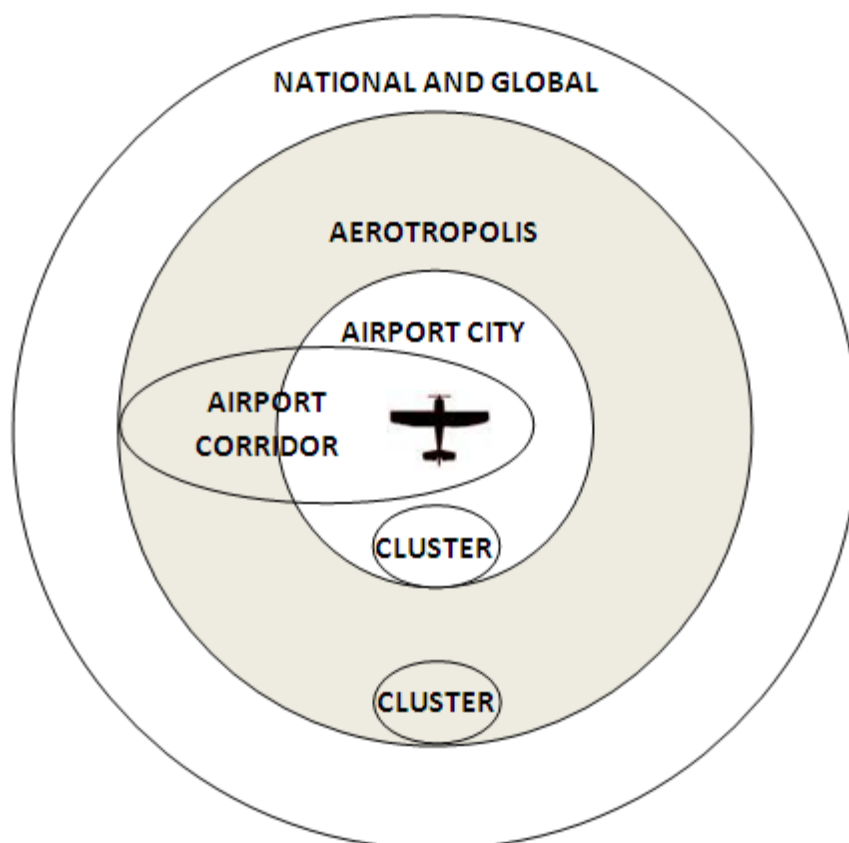 NATIONAL AND GLOBAL
AEROTROPOLIS
AIRPORT CITY
AIRPORT
CORRIDOR
CLUSTER
CLUSTER